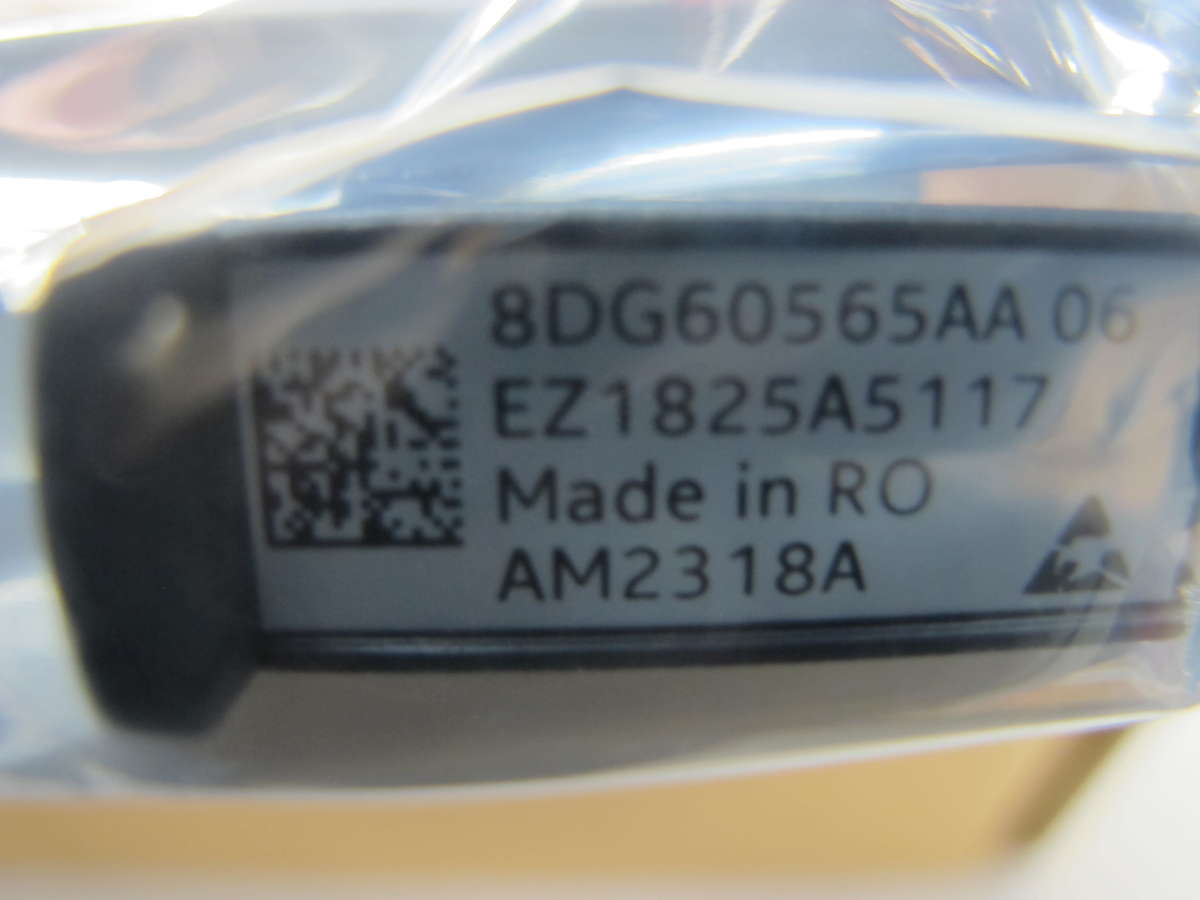 8DG60565AA 06
EZ1825A5117
Made in RO
AM2318A